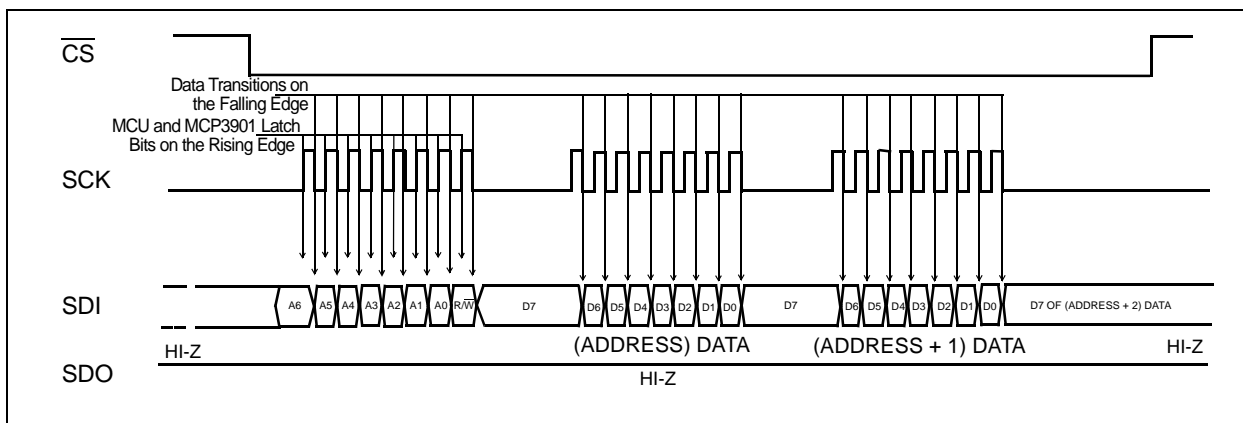 CS
Data Transitions on
the Falling Edge
MCU and MCP3901 Latch
Bits on the Rising Edge
SCK
SDI
A6 A5 A4 A3 A2 A1 A0 R/W D7 D6 D5 D4 D3 D2 D1 D0 D7 D6 D5 D4 D3 D2 D1 D0 D7 OF (ADDRESS + 2) DATA
(ADDRESS) DATA (ADDRESS + 1) DATA
HI-Z HI-Z
SDO
HI-Z